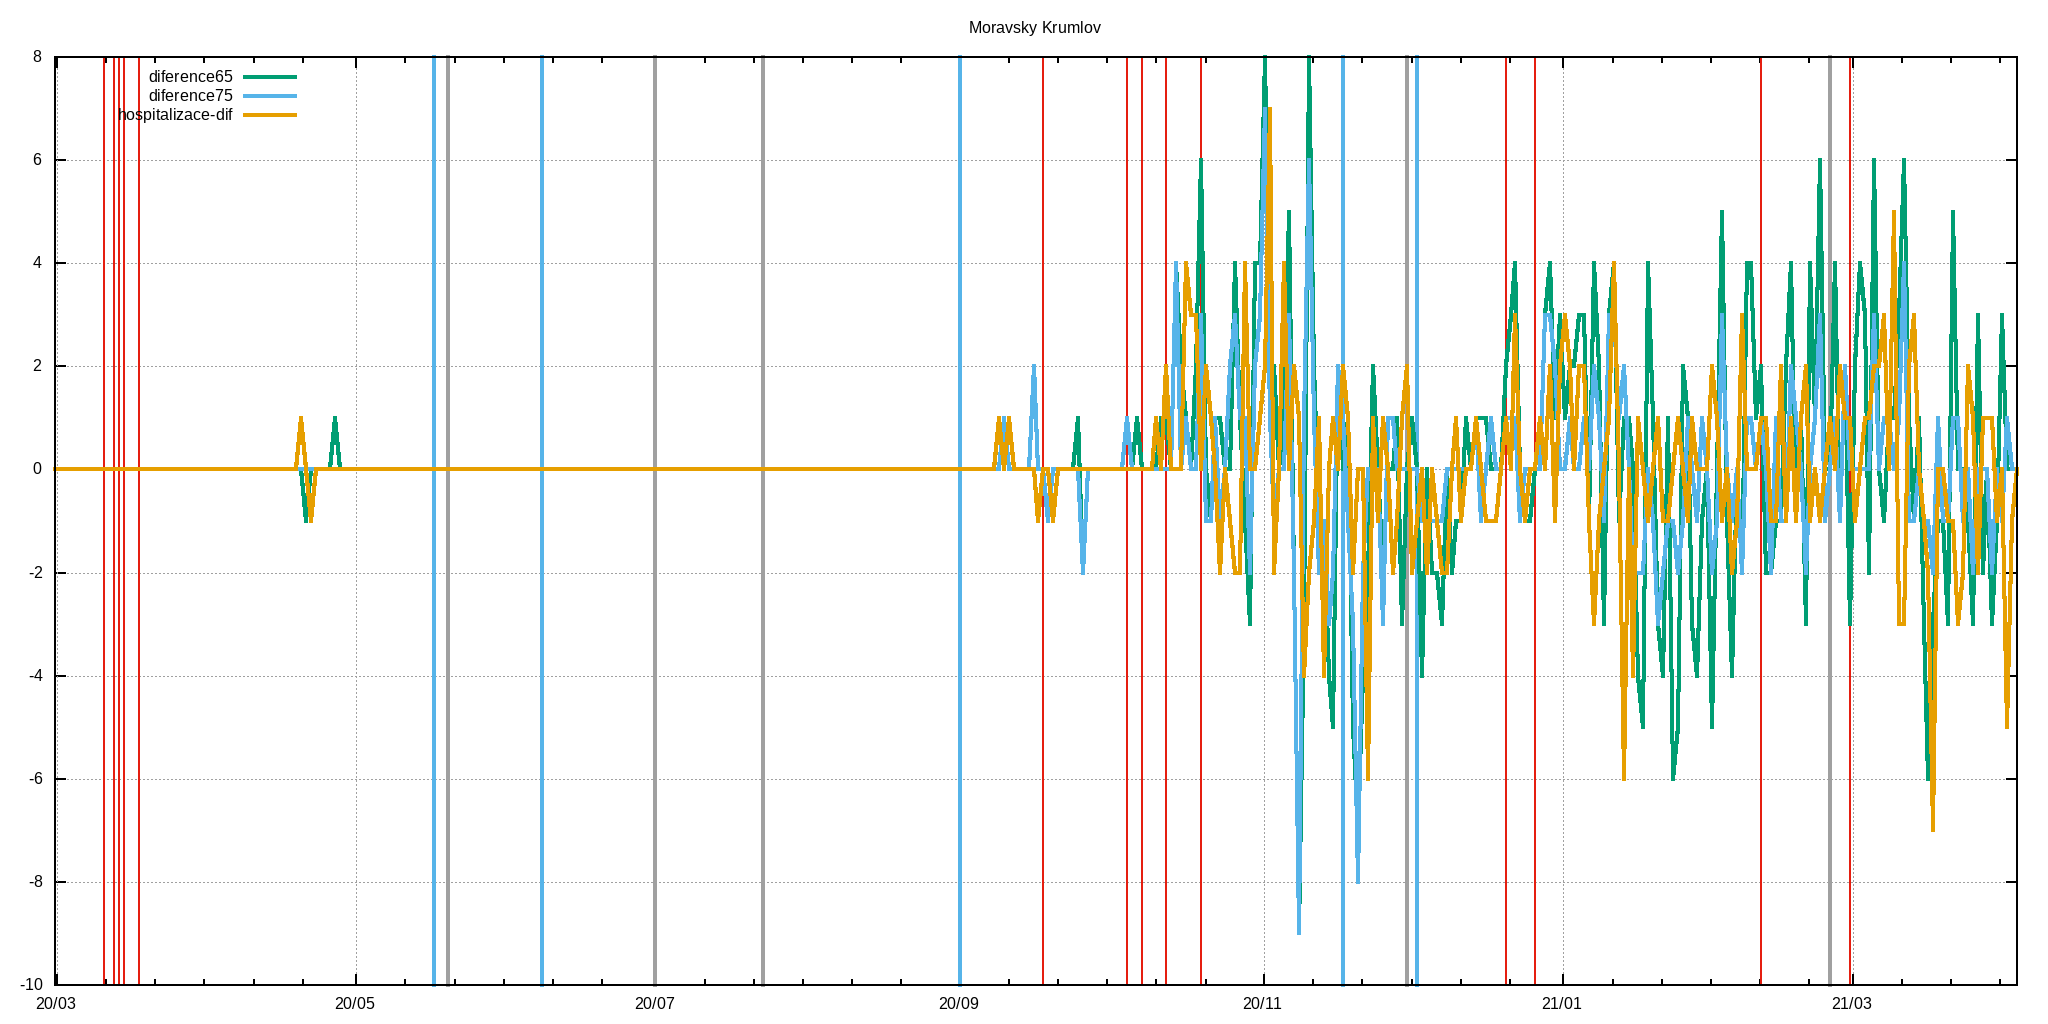 Moravsky Krumlov
diference65
diference75
hospitalizace-dif
8
6
4
2
0
-2
-4
-6
-8
-10
20/03 20/05 20/07 20/09 20/11 21/01 21/03